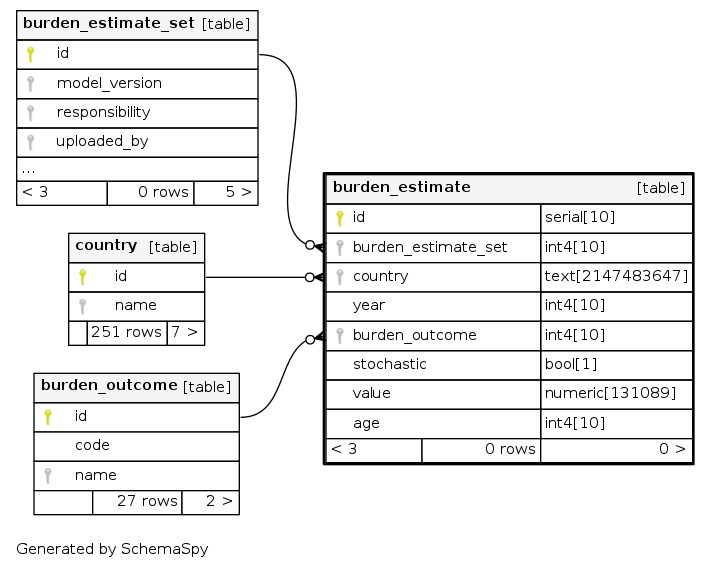 burden_estimate_set [table]
id
model_version
responsibility
uploaded_by
...
< 3 0 rows 5 >
country [table]
id
name
251 rows 7 >
burden_outcome [table]
id
code
name
27 rows 2 >
burden_estimate [table]
id serial[10]
burden_estimate_set int4[10]
country text[2147483647]
year int4[10]
burden_outcome int4[10]
stochastic bool[1]
value numeric[131089]
age int4[10]
< 3 0 rows 0 >
Generated by SchemaSpy